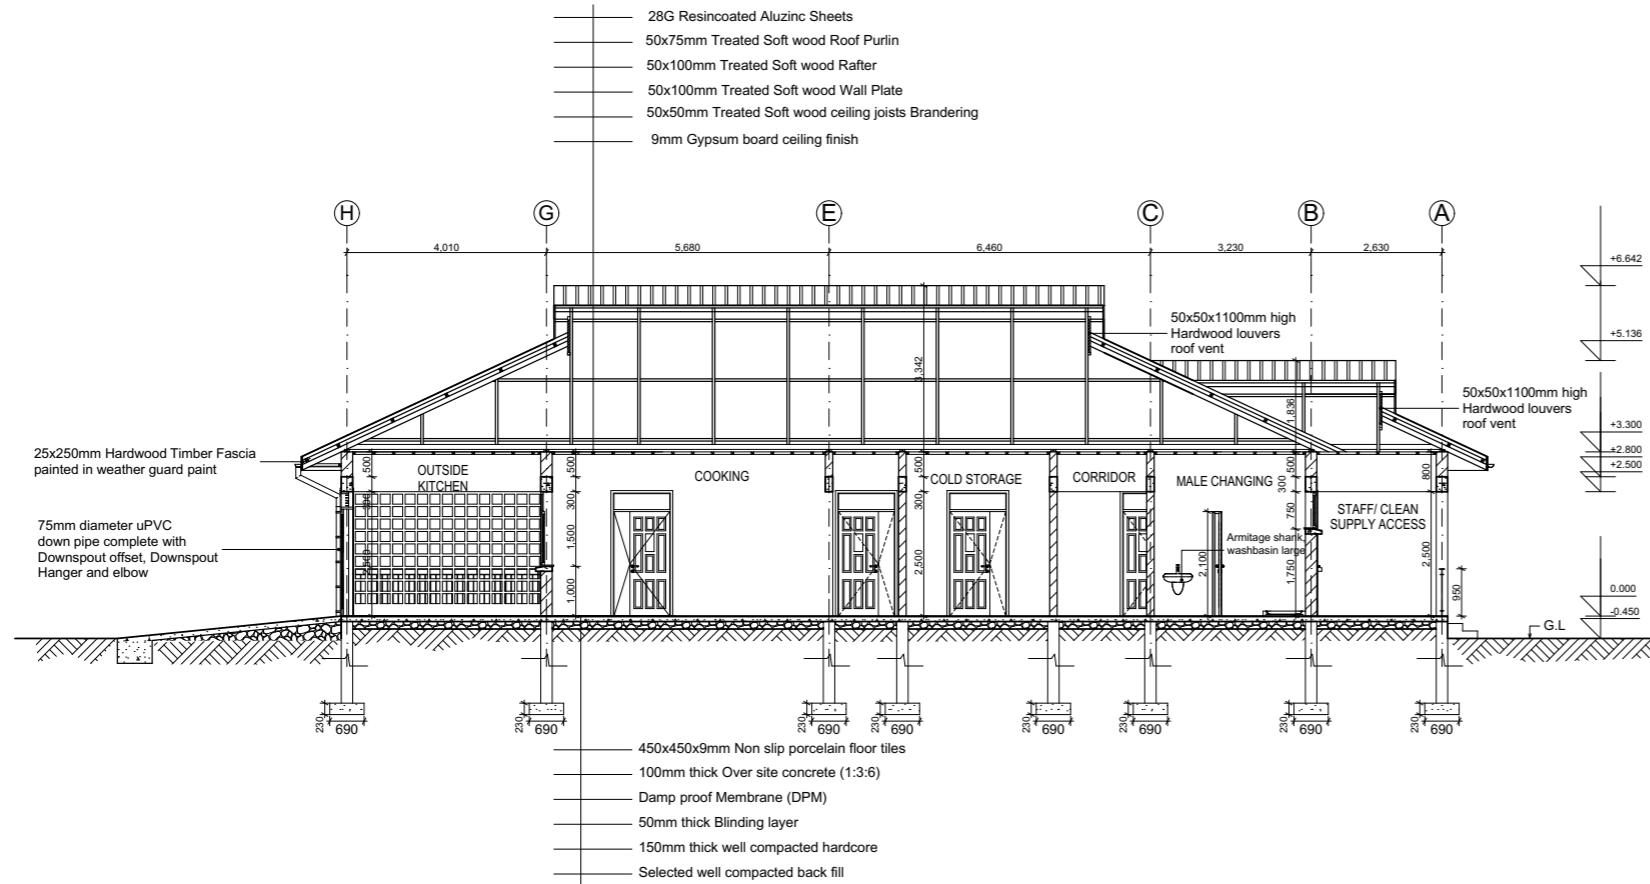 28G Resincoated Aluzinc Sheets
50x75mm Treated Soft wood Roof Purlin
50x100mm Treated Soft wood Rafter
50x100mm Treated Soft wood Wall Plate
50x50mm Treated Soft wood ceiling joists Brandering
9mm Gypsum board ceiling finish
H G E C B A
4,010 5,680 6,460 3,230 2,630
+6.642
+5.136
+3.300
+2.800
+2.500
0.000
-0.450
50x50x1100mm high
Hardwood louvers
roof vent
50x50x1100mm high
Hardwood louvers
roof vent
3,342
1,836
25x250mm Hardwood Timber Fascia
painted in weather guard paint
75mm diameter uPVC
down pipe complete with
Downspout offset, Downspout
Hanger and elbow
OUTSIDE
KITCHEN
COOKING
COLD STORAGE
CORRIDOR
MALE CHANGING
STAFF/ CLEAN
SUPPLY ACCESS
500 500 500 500 800
300 300 300 300
1,500 750
2,500 2,500
1,000 2,100 1,750 950
Armitage shank
washbasin large
G.L
230 230 230 230 230 230 230 230
690 690 690 690 690 690 690 690
450x450x9mm Non slip porcelain floor tiles
100mm thick Over site concrete (1:3:6)
Damp proof Membrane (DPM)
50mm thick Blinding layer
150mm thick well compacted hardcore
Selected well compacted back fill